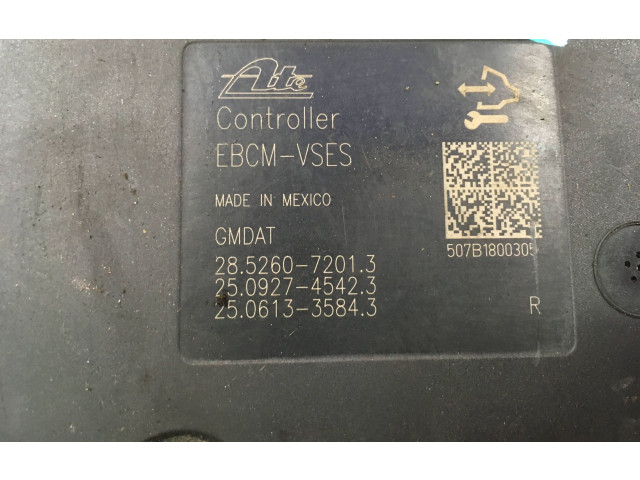 Ate
Controller
EBCM-VSES
MADE IN MEXICO
GMDAT
28.5260-7201.3
25.0927-4542.3
25.0613-3584.3
507B180030
R